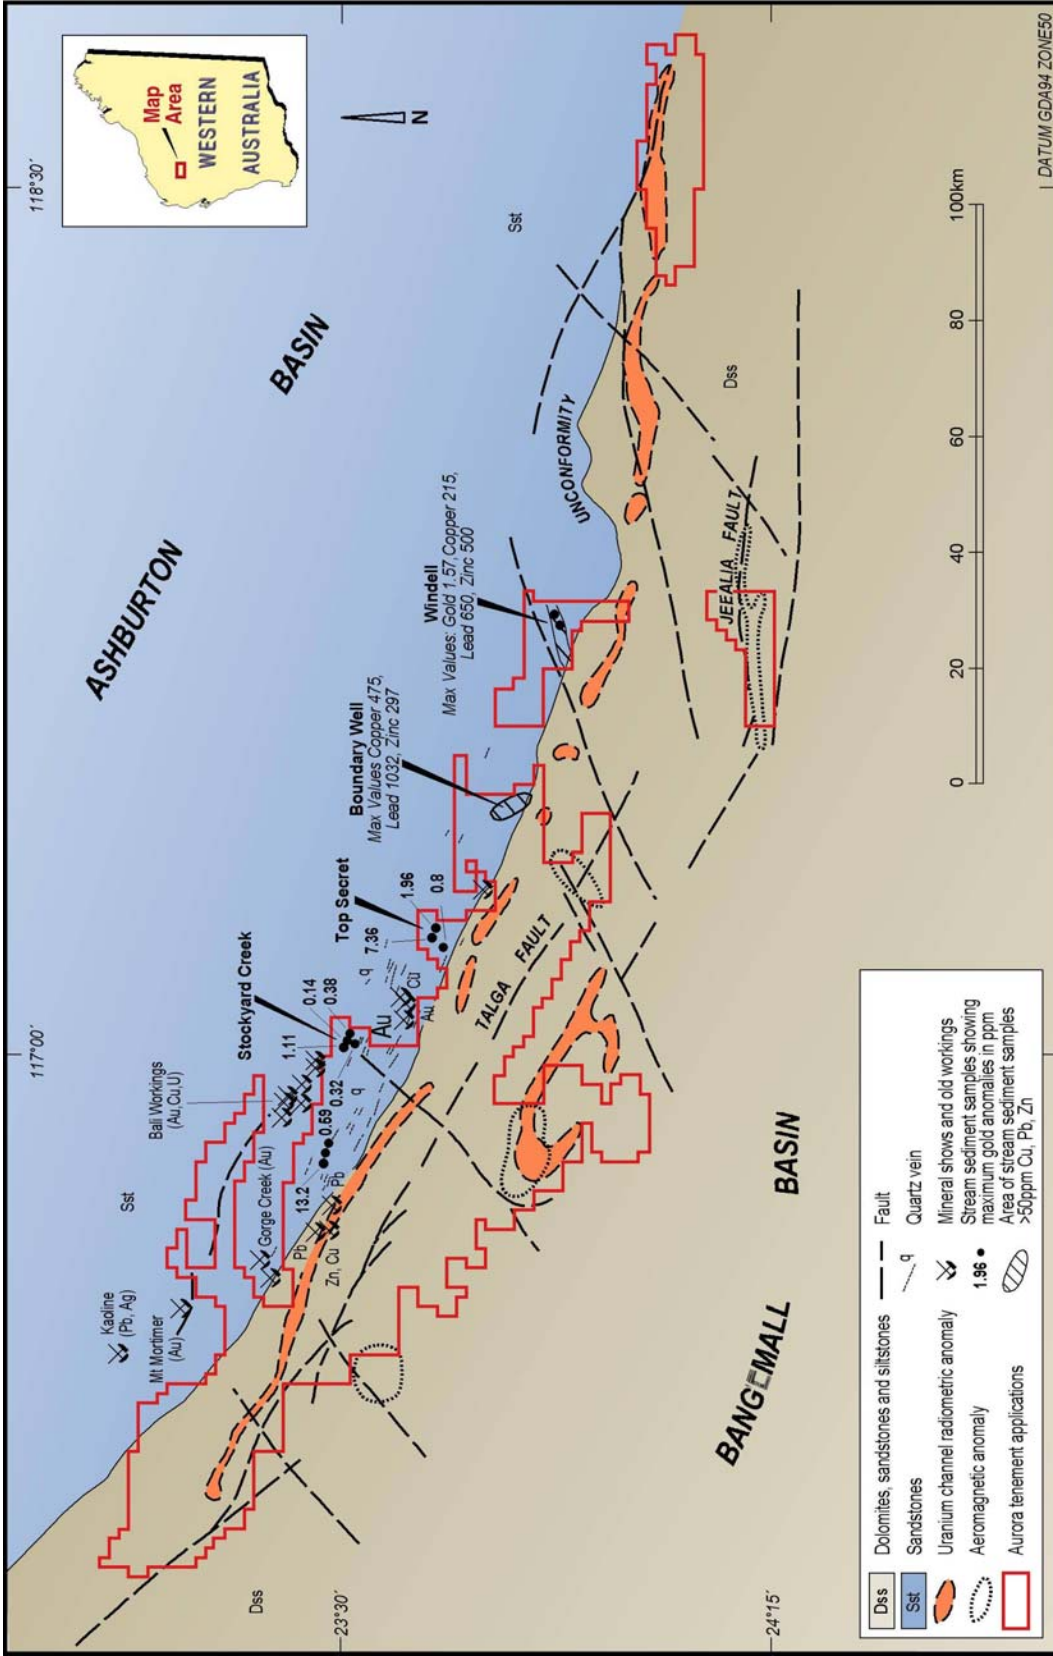 118°30´
117°00´
23°30´
24°15´
Map
Area
WESTERN
AUSTRALIA
N
ASHBURTON
BASIN
Sst
Sst
Kaoline
(Pb, Ag)
Mt Mortimer
(Au)
Bali Workings
(Au,Cu,U)
Gorge Creek (Au)
Stockyard Creek
1.11
0.14
0.38
0.32
13.2
0.69
q
q
Pb
Pb
Zn, Cu
Au
Au
Cu
Top Secret
7.36
1.96
0.8
Boundary Well
Max Values Copper 475,
Lead 1032, Zinc 297
Windell
Max Values: Gold 1.57, Copper 215,
Lead 650, Zinc 500
UNCONFORMITY
TALGA FAULT
JEEALIA FAULT
Dss
Dss
BANGEMALL
BASIN
0 20 40 60 80 100km
Dss Dolomites, sandstones and siltstones
Sst Sandstones
Uranium channel radiometric anomaly
Aeromagnetic anomaly
Aurora tenement applications
Fault
q Quartz vein
Mineral shows and old workings
1.96 Stream sediment samples showing
maximum gold anomalies in ppm
Area of stream sediment samples
>50ppm Cu, Pb, Zn
DATUM GDA94 ZONE50